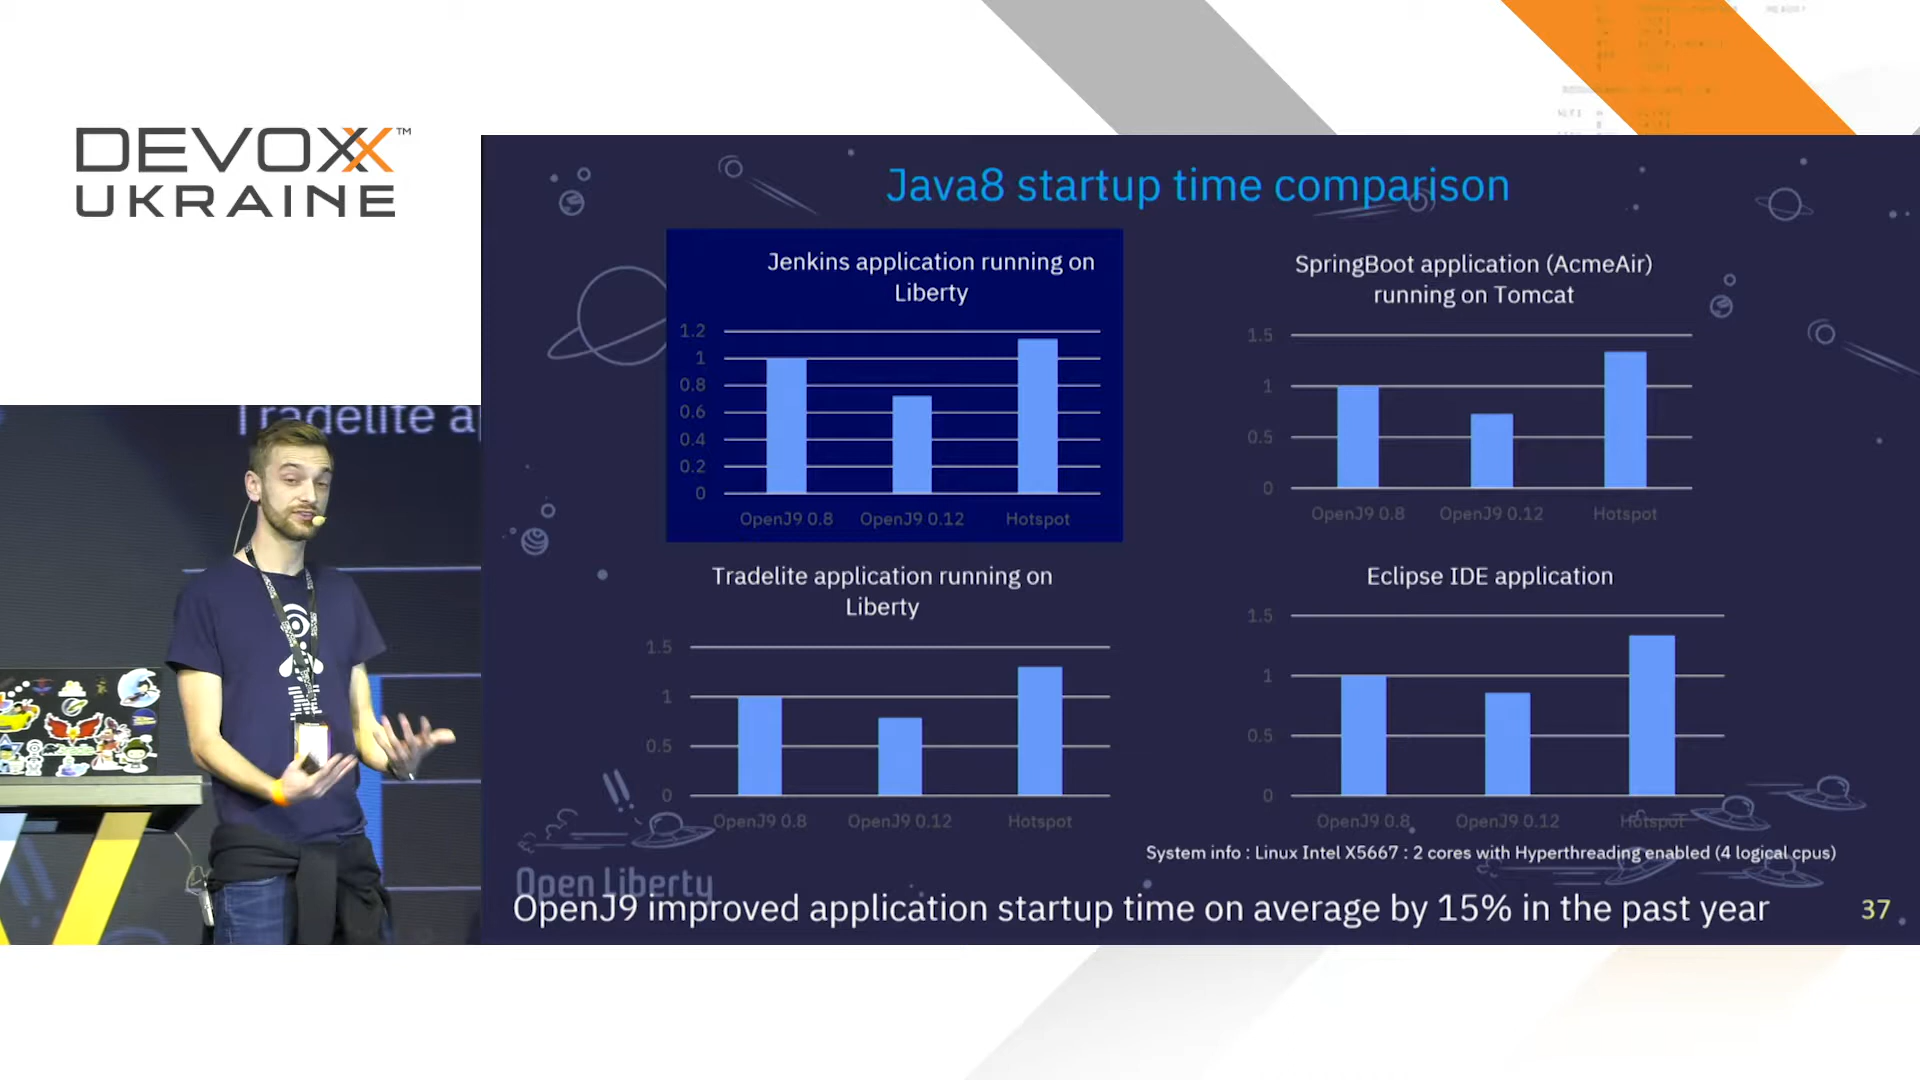 DEVOXX™
UKRAINE
Tradelite a
Java8 startup time comparison
Jenkins application running on
Liberty
1.2
1
0.8
0.6
0.4
0.2
0
OpenJ9 0.8 OpenJ9 0.12 Hotspot
SpringBoot application (AcmeAir)
running on Tomcat
1.5
1
0.5
0
OpenJ9 0.8 OpenJ9 0.12 Hotspot
Tradelite application running on
Liberty
1.5
1
0.5
0
OpenJ9 0.8 OpenJ9 0.12 Hotspot
Eclipse IDE application
1.5
1
0.5
0
OpenJ9 0.8 OpenJ9 0.12 Hotspot
System info : Linux Intel X5667 : 2 cores with Hyperthreading enabled (4 logical cpus)
Open Liberty
OpenJ9 improved application startup time on average by 15% in the past year
37